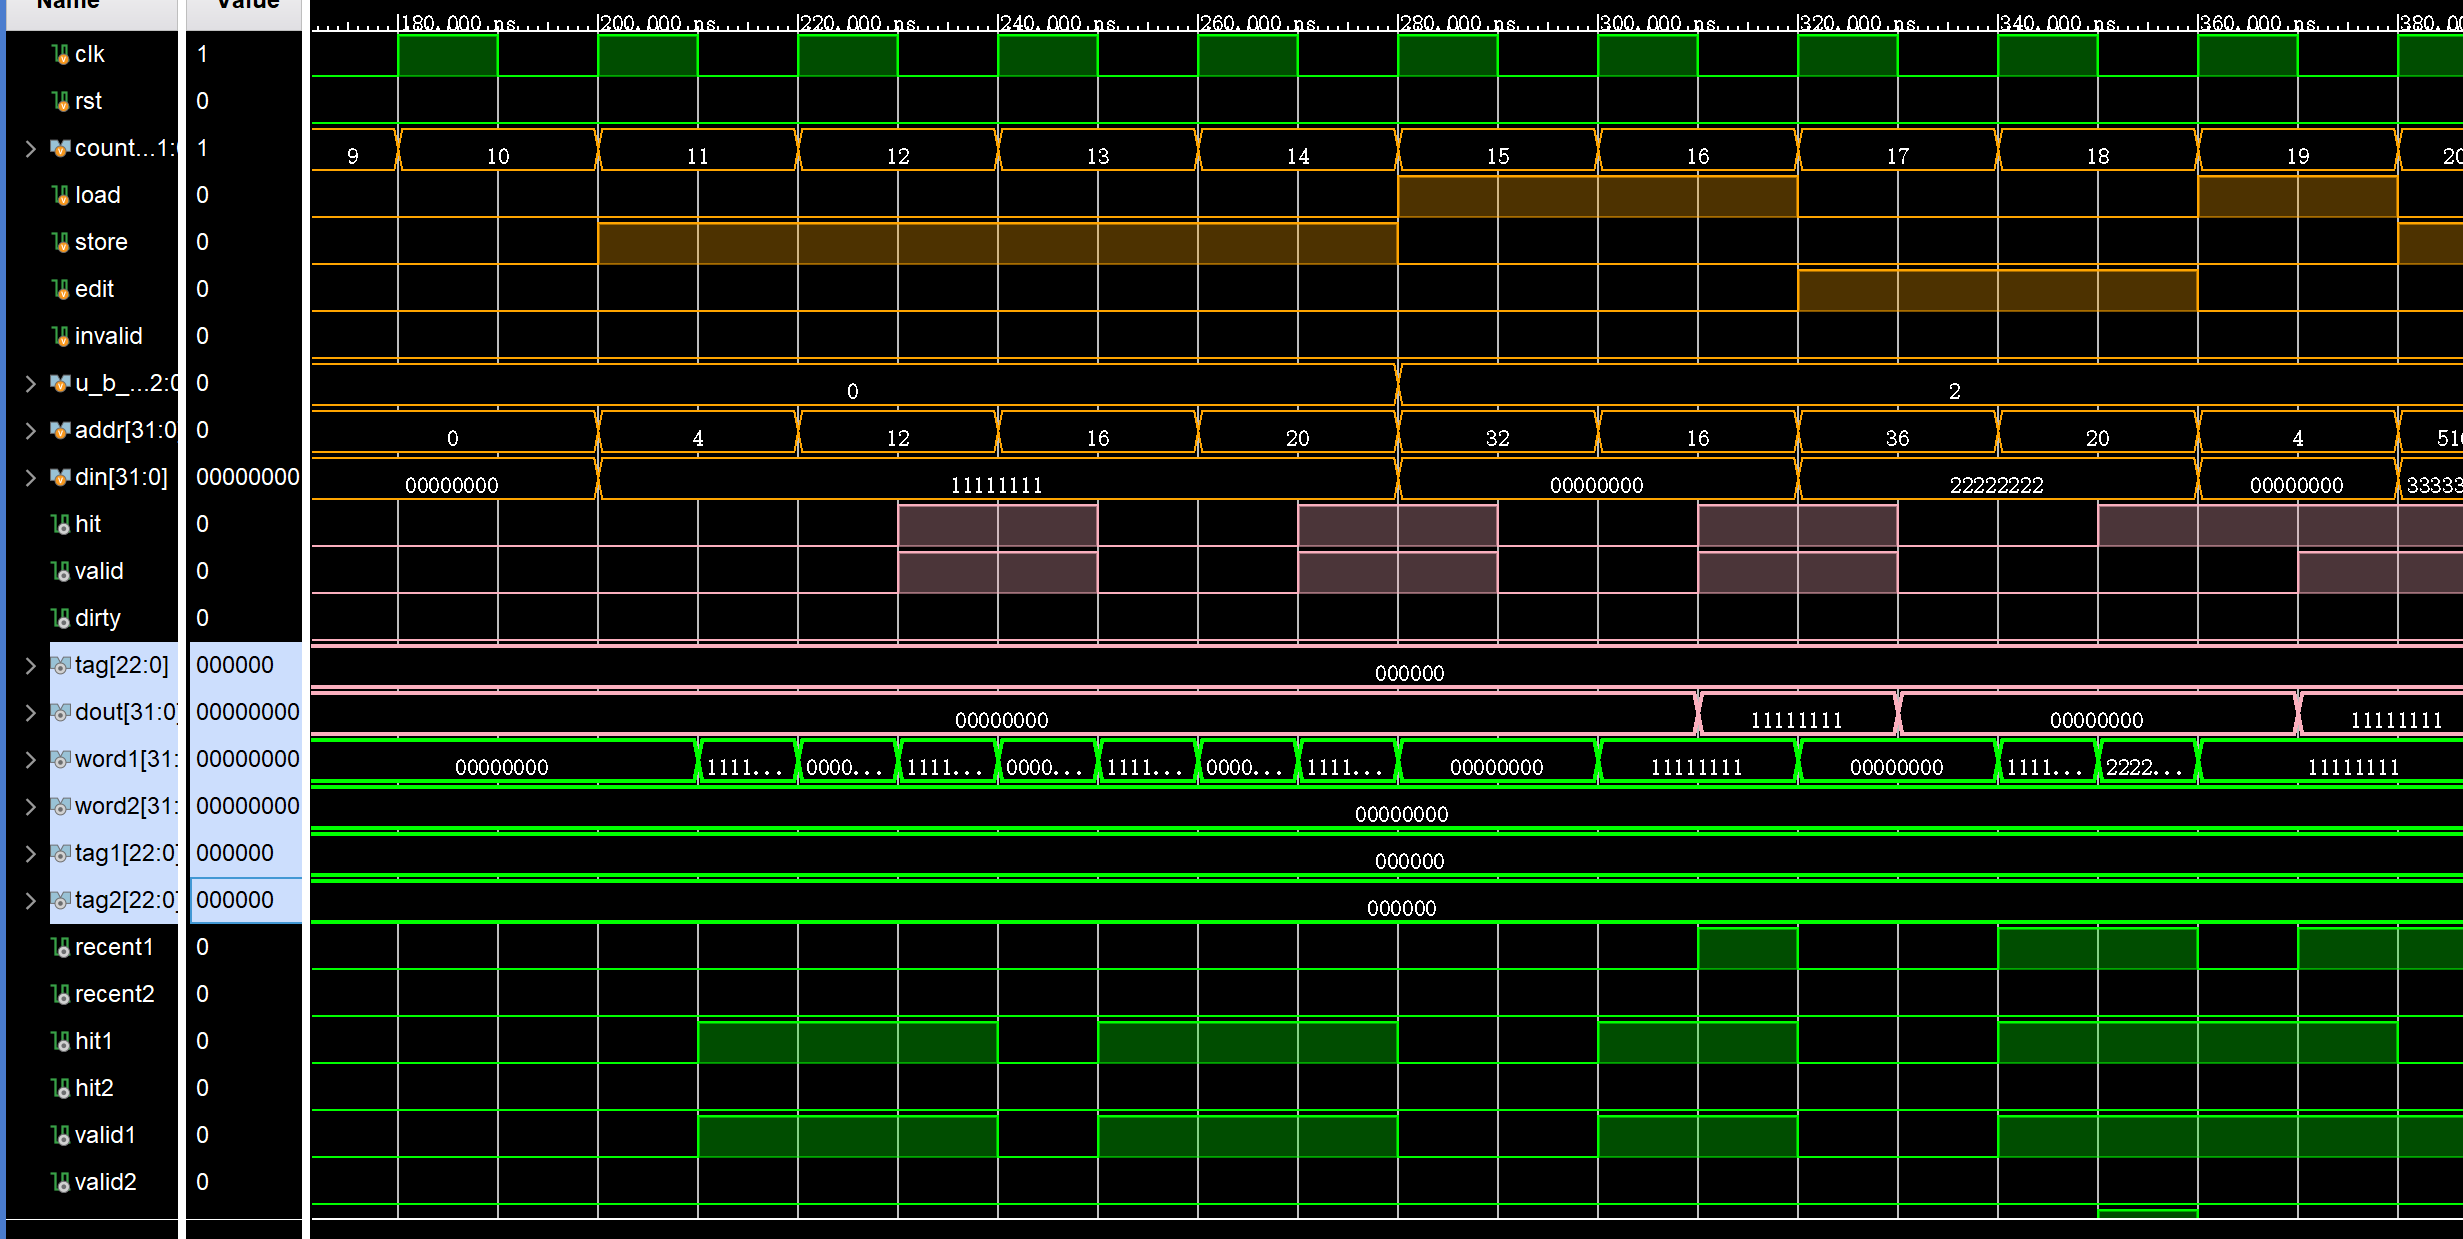 Name Value
180.000 ns 200.000 ns 220.000 ns 240.000 ns 260.000 ns 280.000 ns 300.000 ns 320.000 ns 340.000 ns 360.000 ns 380.00
clk 1
rst 0
count...1: 1 9 10 11 12 13 14 15 16 17 18 19 20
load 0
store 0
edit 0
invalid 0
u_b_...2:0 0 0 2
addr[31:0 0 0 4 12 16 20 32 16 36 20 4 516
din[31:0] 00000000 00000000 11111111 00000000 22222222 00000000 33333
hit 0
valid 0
dirty 0
tag[22:0] 000000 000000
dout[31:0] 00000000 00000000 11111111 00000000 11111111
word1[31: 00000000 00000000 1111... 0000... 1111... 0000... 1111... 0000... 1111... 00000000 11111111 00000000 1111... 2222... 11111111
word2[31: 00000000 00000000
tag1[22:0] 000000 000000
tag2[22:0] 000000 000000
recent1 0
recent2 0
hit1 0
hit2 0
valid1 0
valid2 0